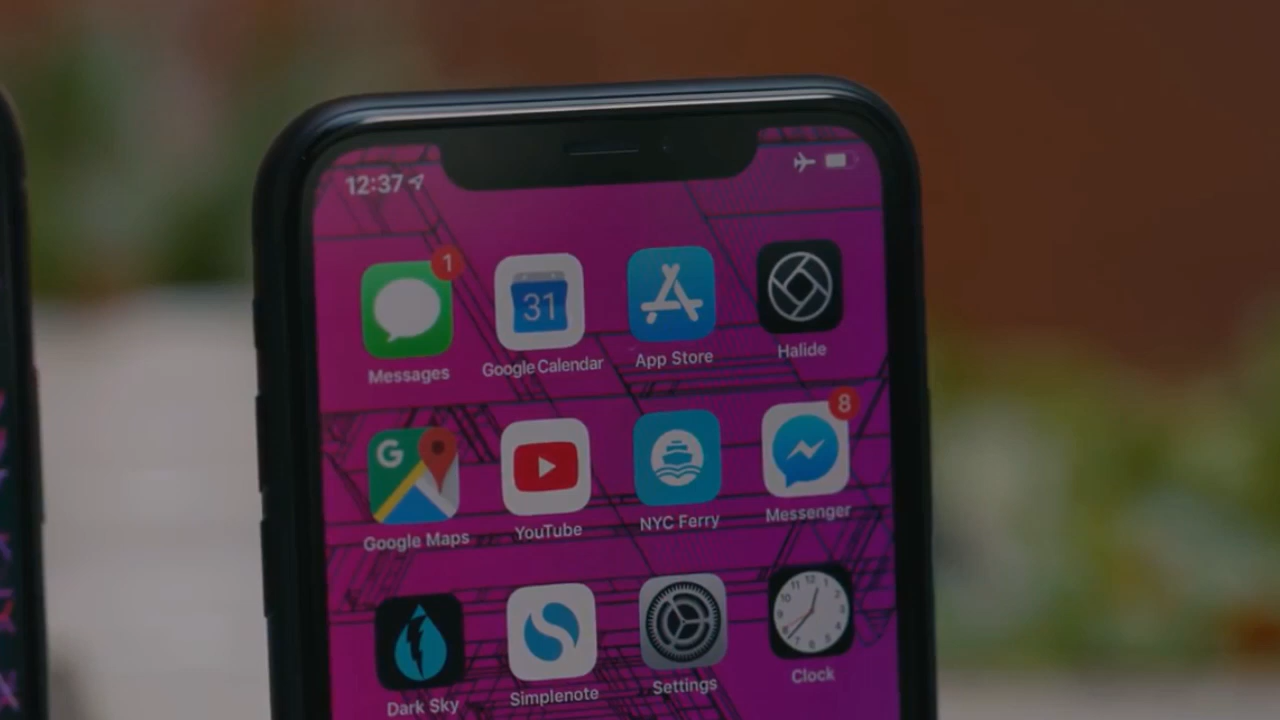 12:37
1
31
Messages
Google Calendar
App Store
Halide
8
G
Google Maps
YouTube
NYC Ferry
Messenger
Dark Sky
Simplenote
Settings
Clock